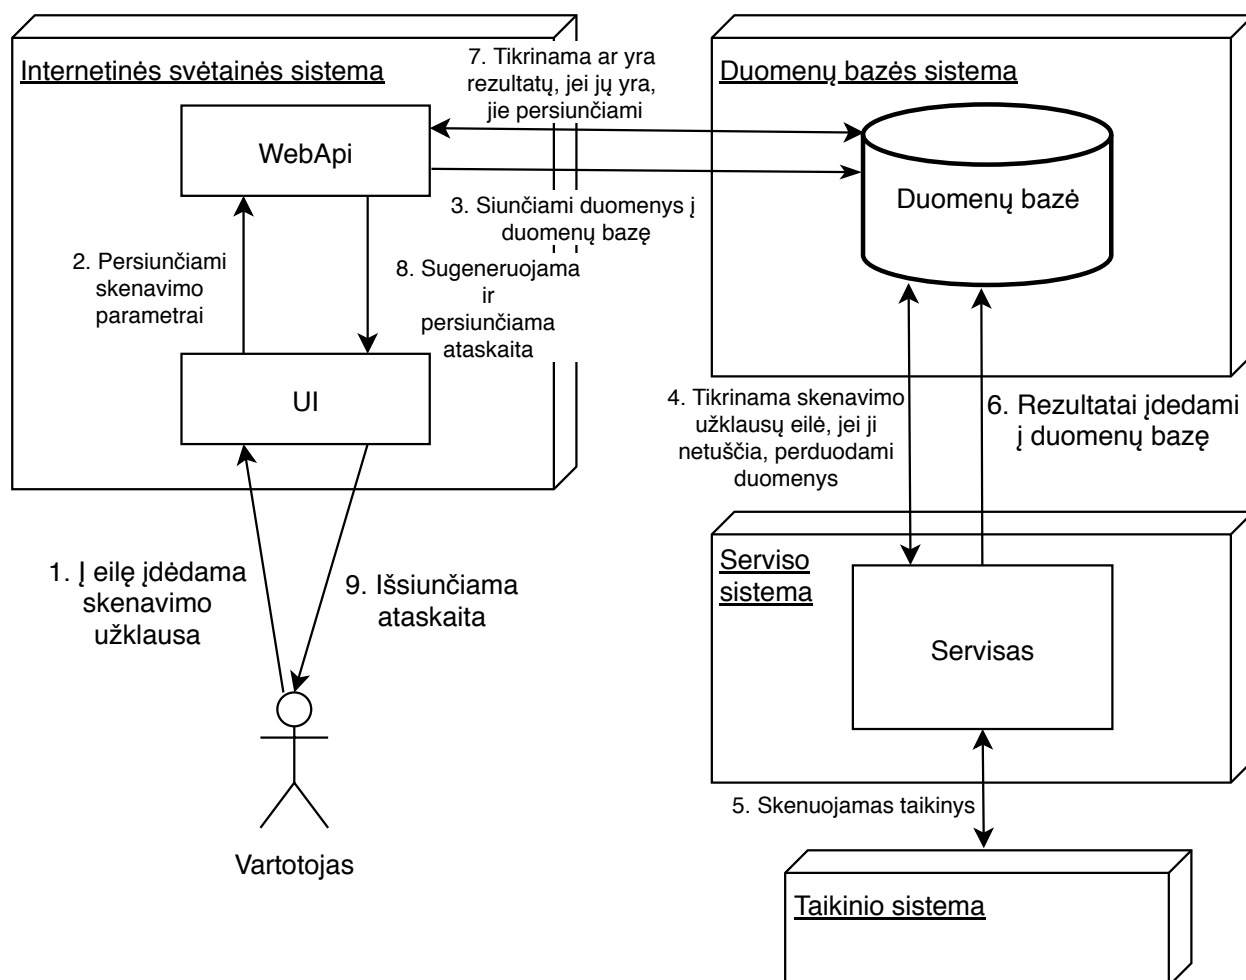 Internetinės svėtainės sistema
WebApi
2. Persiunčiami
skenavimo
parametrai
UI
7. Tikrinama ar yra
rezultatų, jei jų yra,
jie persiunčiami
3. Siunčiami duomenys į
duomenų bazę
8. Sugeneruojama
ir
persiunčiama
ataskaita
Duomenų bazės sistema
Duomenų bazė
4. Tikrinama skenavimo
užklausų eilė, jei ji
netuščia, perduodami
duomenys
6. Rezultatai įdedami
į duomenų bazę
1. Į eilę įdėdama
skenavimo
užklausa
9. Išsiunčiama
ataskaita
Vartotojas
Serviso
sistema
Servisas
5. Skenuojamas taikinys
Taikinio sistema